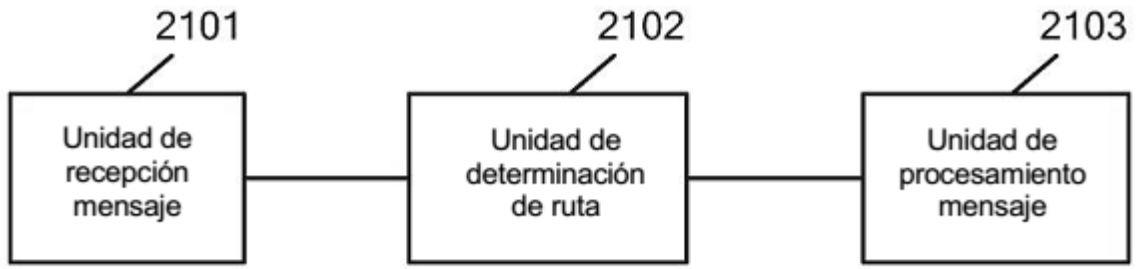 2101
2102
2103
Unidad de
recepción
mensaje
Unidad de
determinación
de ruta
Unidad de
procesamiento
mensaje